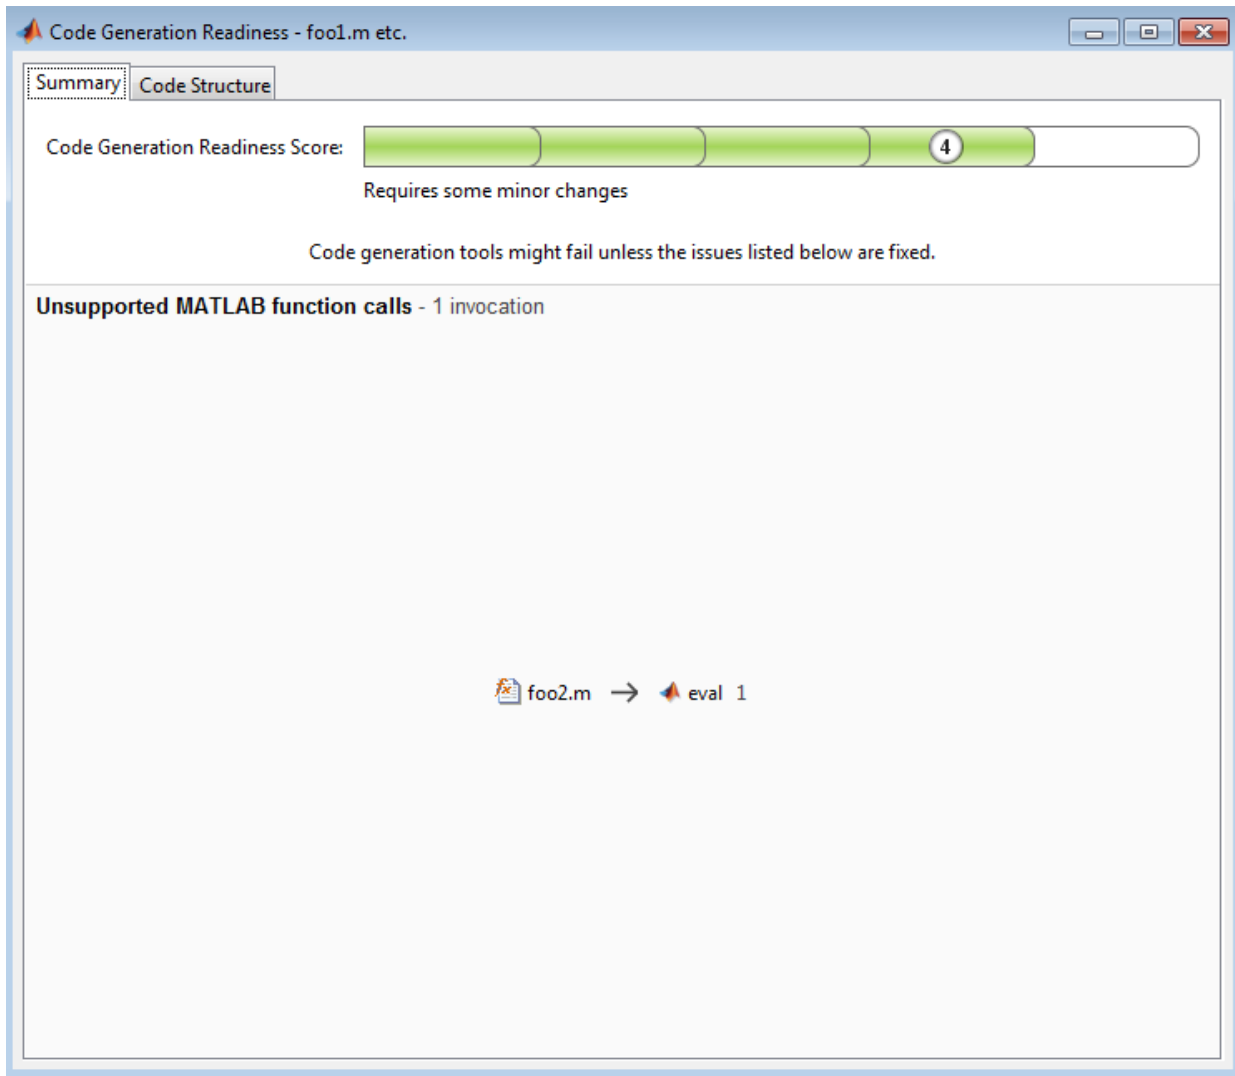 Code Generation Readiness - foo1.m etc.
Summary Code Structure
Code Generation Readiness Score: 4
Requires some minor changes
Code generation tools might fail unless the issues listed below are fixed.
Unsupported MATLAB function calls - 1 invocation
foo2.m → eval 1